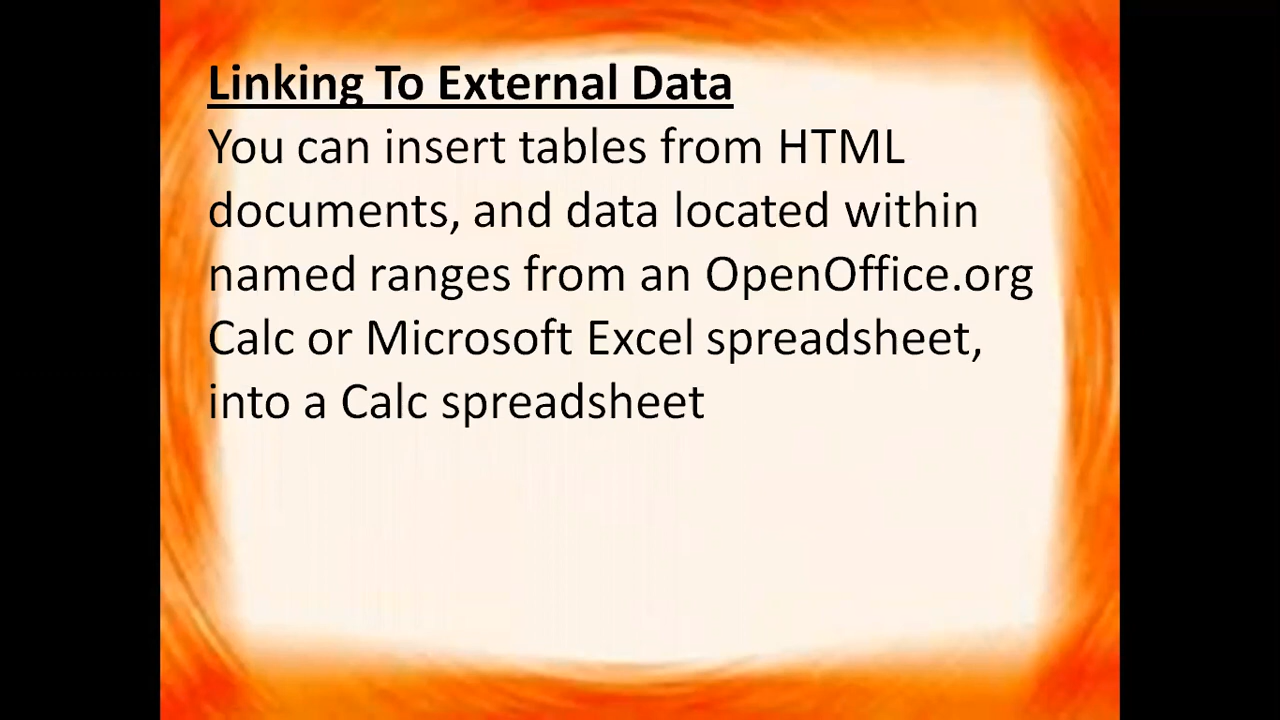 Linking To External Data
You can insert tables from HTML
documents, and data located within
named ranges from an OpenOffice.org
Calc or Microsoft Excel spreadsheet,
into a Calc spreadsheet